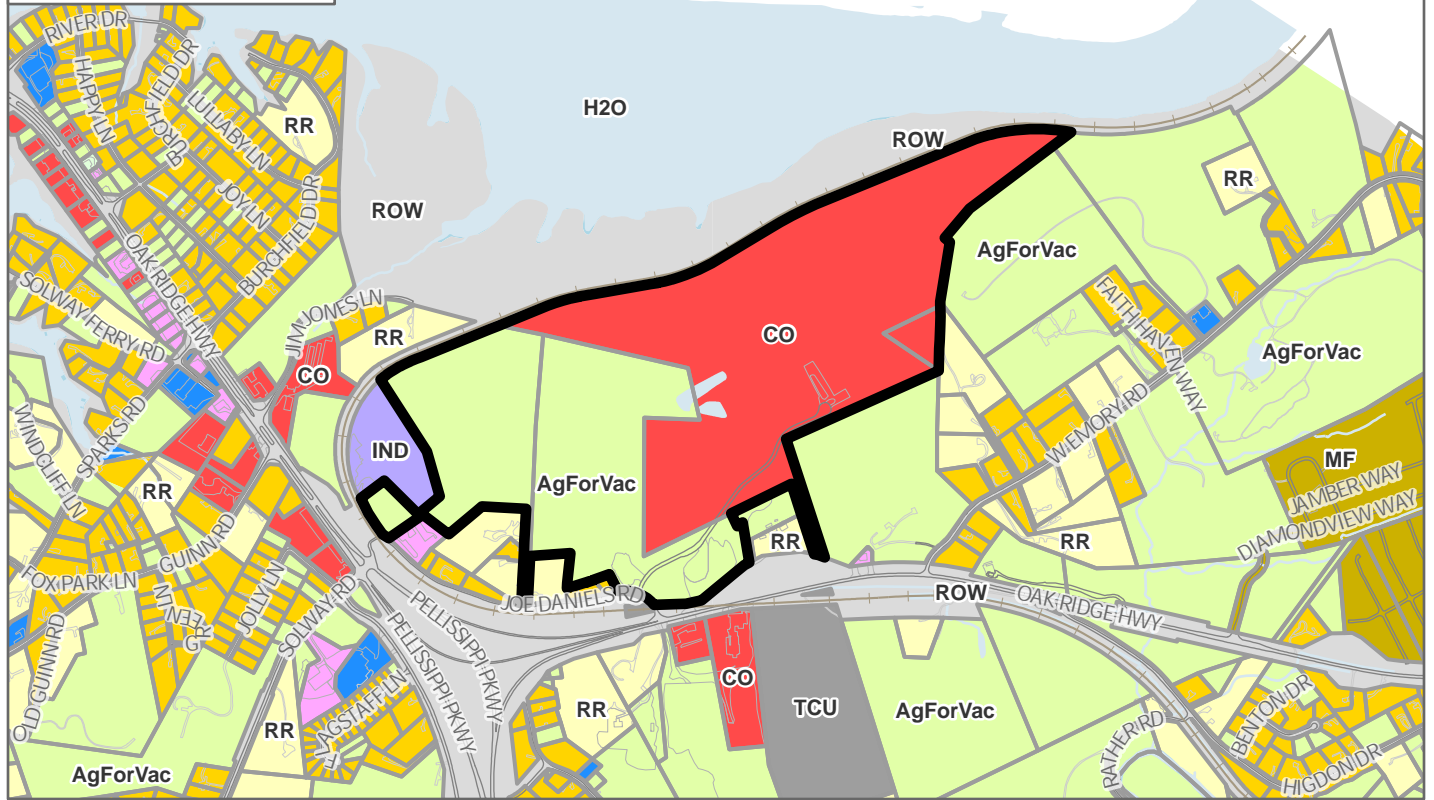 RIVER DR
HAPPY LN
BURCHFIELD DR
LULLABY LN
RR
H2O
ROW
ROW
RR
JOY LN
BURCHFIELD DR
OAK RIDGE HWY
AgForVac
SOLWAY FERRY RD
JIM JONES LN
RR
CO
FAITH HAVEN WAY
AgForVac
CO
WINDCLIFF LN
SPARKS RD
IND
W EMORY RD
MF
RR
AgForVac
JAMBER WAY
DIAMONDVIEW WAY
GUINN RD
RR
RR
FOX PARK LN
JOLLY LN
GREEN LN
SOLWAY RD
JOE DANIELS RD
ROW
OAK RIDGE HWY
PELLISSIPPI PKWY
PELLISSIPPI PKWY
OLD GUINN RD
FLAGSTAFF LN
CO
RR
RR
TCU
AgForVac
RATHER RD
BENTON DR
HIGDON DR
AgForVac